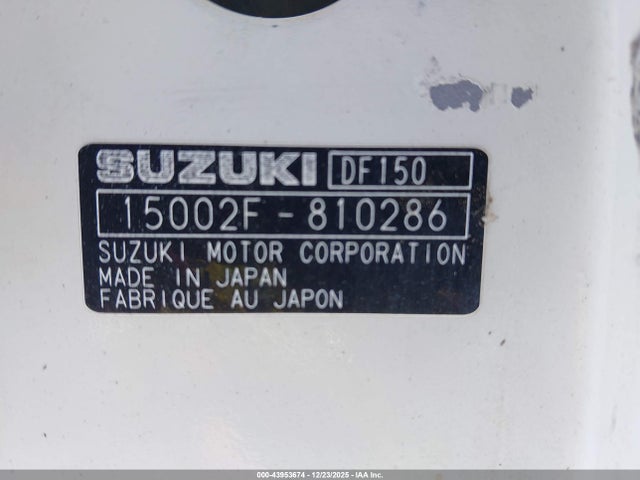 SUZUKI DF150
15002F-810286
SUZUKI MOTOR CORPORATION
MADE IN JAPAN
FABRIQUE AU JAPON
000-43953674 - 12/23/2025 - IAA Inc.